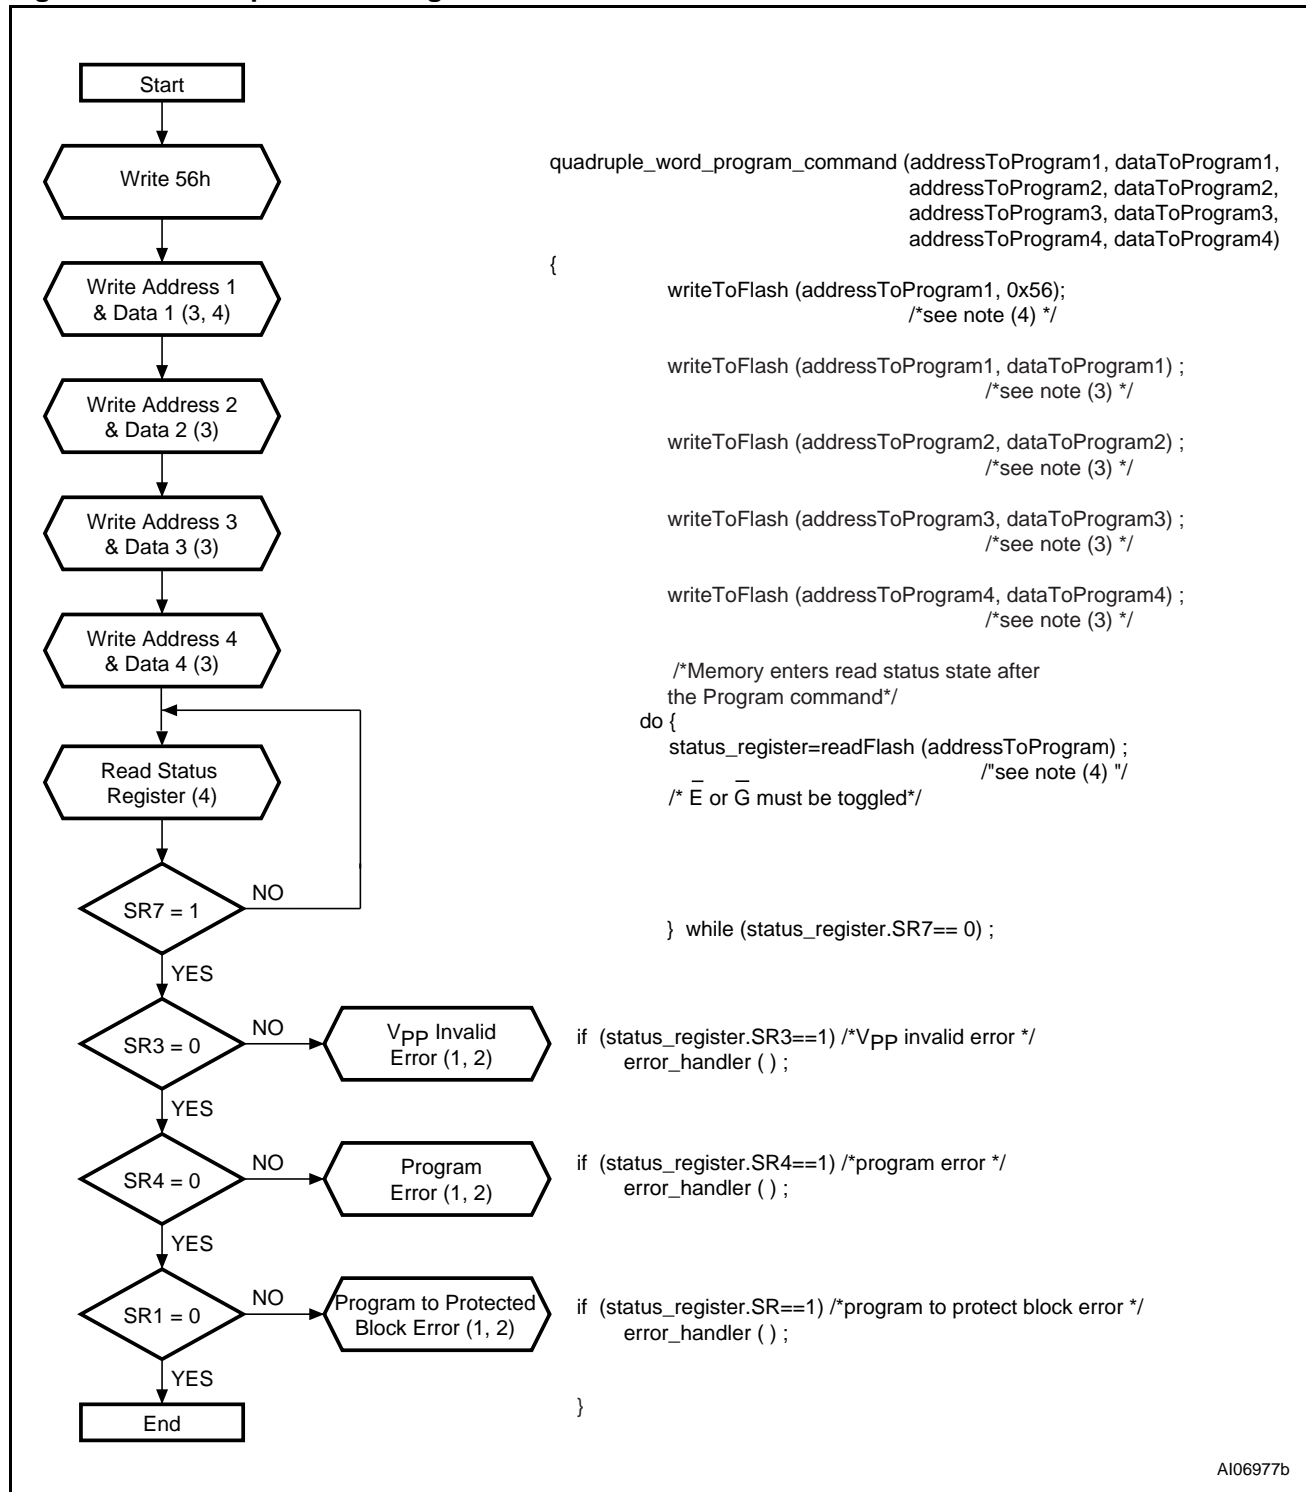 Start
Write 56h
Write Address 1
& Data 1 (3, 4)
Write Address 2
& Data 2 (3)
Write Address 3
& Data 3 (3)
Write Address 4
& Data 4 (3)
Read Status
Register (4)
SR7 = 1
NO
YES
SR3 = 0
NO
VPP Invalid
Error (1, 2)
YES
SR4 = 0
NO
Program
Error (1, 2)
YES
SR1 = 0
NO
Program to Protected
Block Error (1, 2)
YES
End
quadruple_word_program_command (addressToProgram1, dataToProgram1,
addressToProgram2, dataToProgram2,
addressToProgram3, dataToProgram3,
addressToProgram4, dataToProgram4)
{
writeToFlash (addressToProgram1, 0x56);
/*see note (4) */
writeToFlash (addressToProgram1, dataToProgram1) ;
/*see note (3) */
writeToFlash (addressToProgram2, dataToProgram2) ;
/*see note (3) */
writeToFlash (addressToProgram3, dataToProgram3) ;
/*see note (3) */
writeToFlash (addressToProgram4, dataToProgram4) ;
/*see note (3) */
/*Memory enters read status state after
the Program command*/
do {
status_register=readFlash (addressToProgram) ;
/"see note (4) "/
/* E̅ or G̅ must be toggled*/
} while (status_register.SR7== 0) ;
if (status_register.SR3==1) /*VPP invalid error */
error_handler ( ) ;
if (status_register.SR4==1) /*program error */
error_handler ( ) ;
if (status_register.SR==1) /*program to protect block error */
error_handler ( ) ;
}
AI06977b